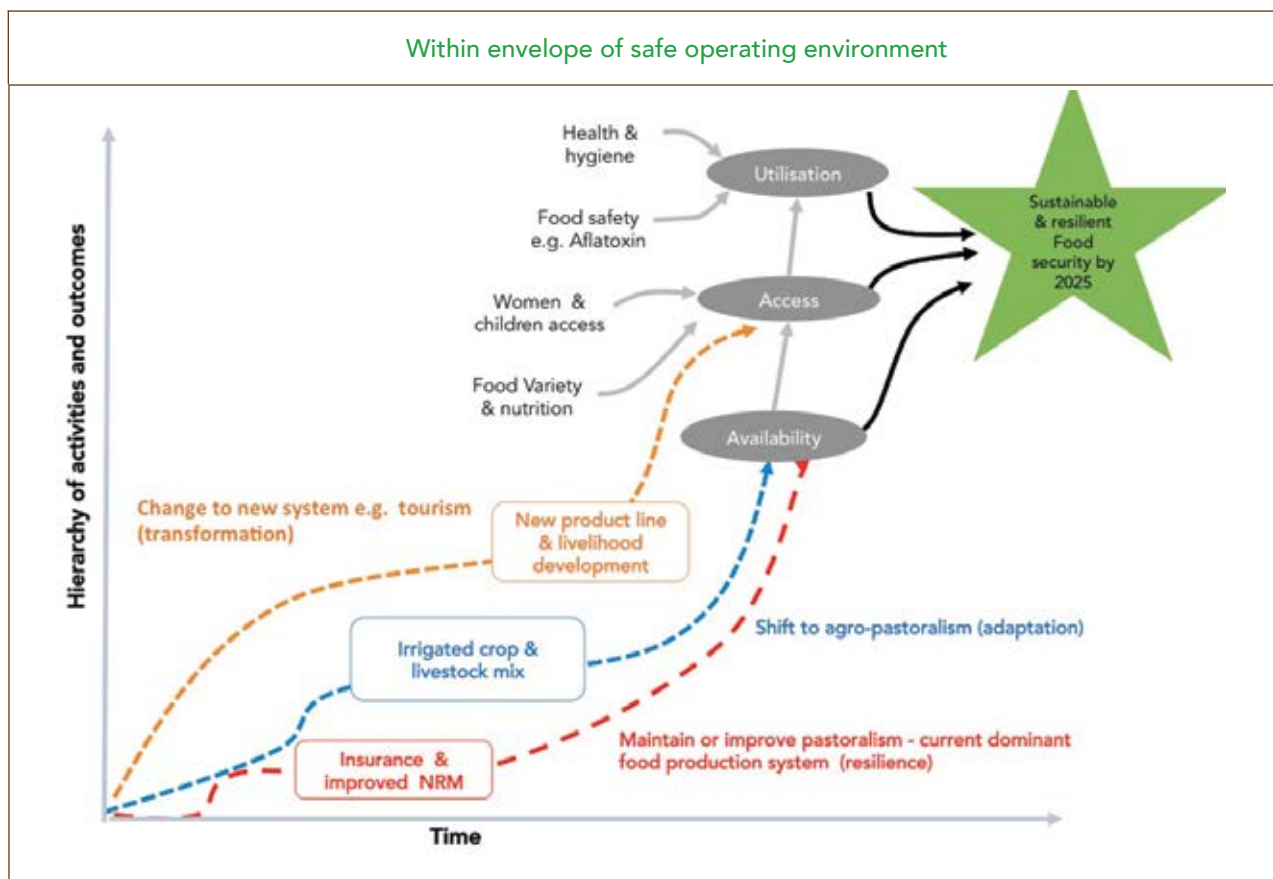 Within envelope of safe operating environment
Health &
hygiene
Utilisation
Food safety
e.g. Aflatoxin
Sustainable
& resilient
Food
security by
2025
Women &
children access
Access
Food Variety
& nutrition
Availability
Hierarchy of activities and outcomes
Change to new system e.g. tourism
(transformation)
New product line
& livelihood
development
Irrigated crop &
livestock mix
Shift to agro-pastoralism (adaptation)
Insurance &
improved NRM
Maintain or improve pastoralism - current dominant
food production system (resilience)
Time